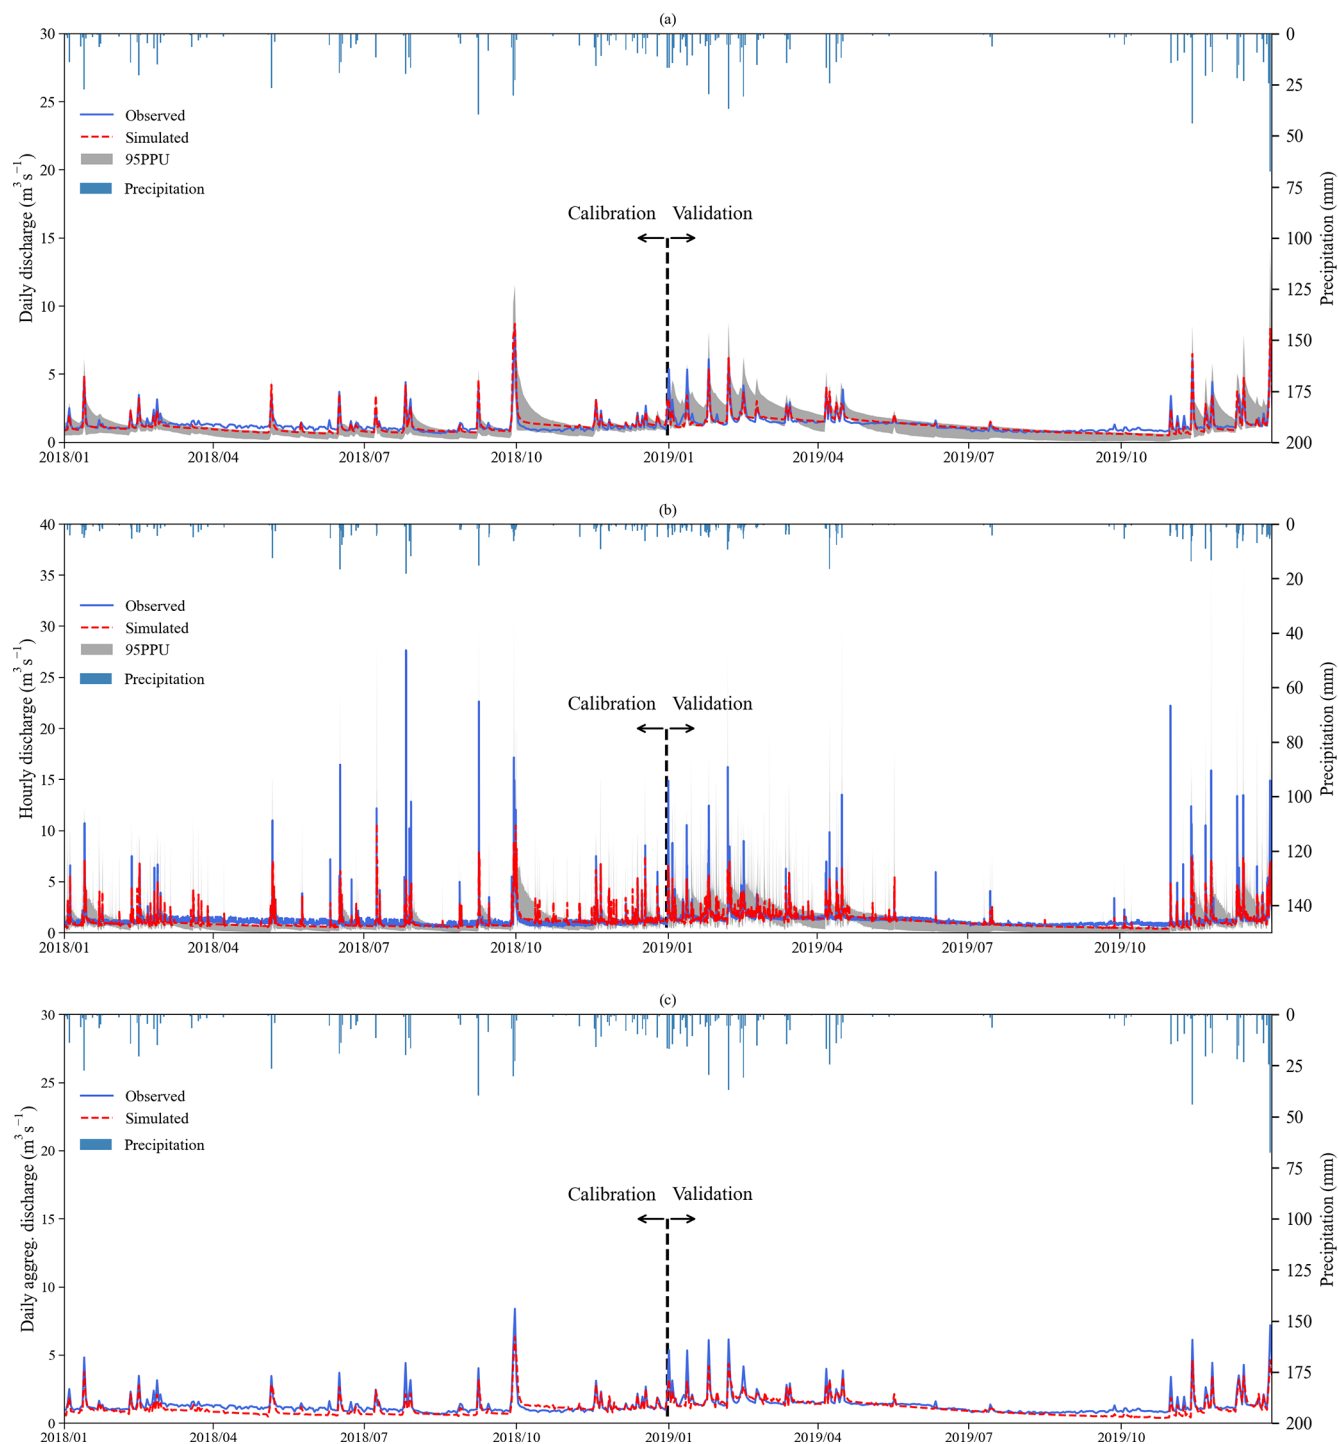 (a)
30
25
20
15
10
5
0
Daily discharge (m³ s⁻¹)
Observed
Simulated
95PPU
Precipitation
Calibration
Validation
0
25
50
75
100
125
150
175
200
Precipitation (mm)
2018/01 2018/04 2018/07 2018/10 2019/01 2019/04 2019/07 2019/10
(b)
40
35
30
25
20
15
10
5
0
Hourly discharge (m³ s⁻¹)
Observed
Simulated
95PPU
Precipitation
Calibration
Validation
0
20
40
60
80
100
120
140
Precipitation (mm)
2018/01 2018/04 2018/07 2018/10 2019/01 2019/04 2019/07 2019/10
(c)
30
25
20
15
10
5
0
Daily aggreg. discharge (m³ s⁻¹)
Observed
Simulated
Precipitation
Calibration
Validation
0
25
50
75
100
125
150
175
200
Precipitation (mm)
2018/01 2018/04 2018/07 2018/10 2019/01 2019/04 2019/07 2019/10